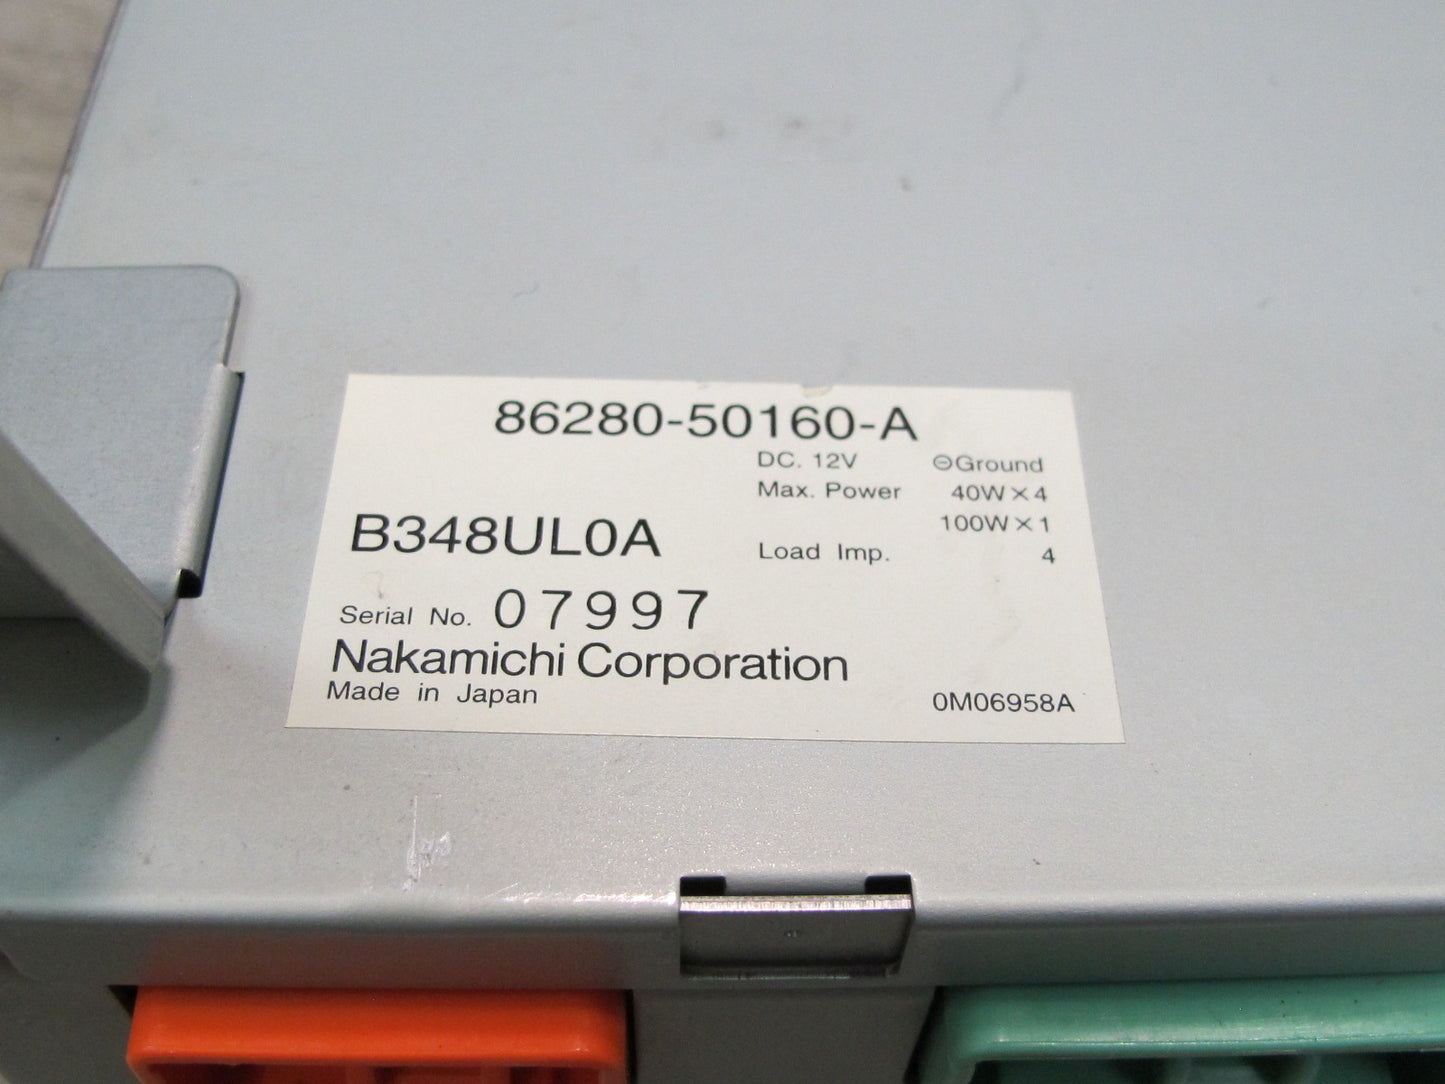 86280-50160-A
DC. 12V ⊖Ground
Max. Power 40W×4
100W×1
B348UL0A
Load Imp. 4
Serial No. 07997
Nakamichi Corporation
Made in Japan
0M06958A